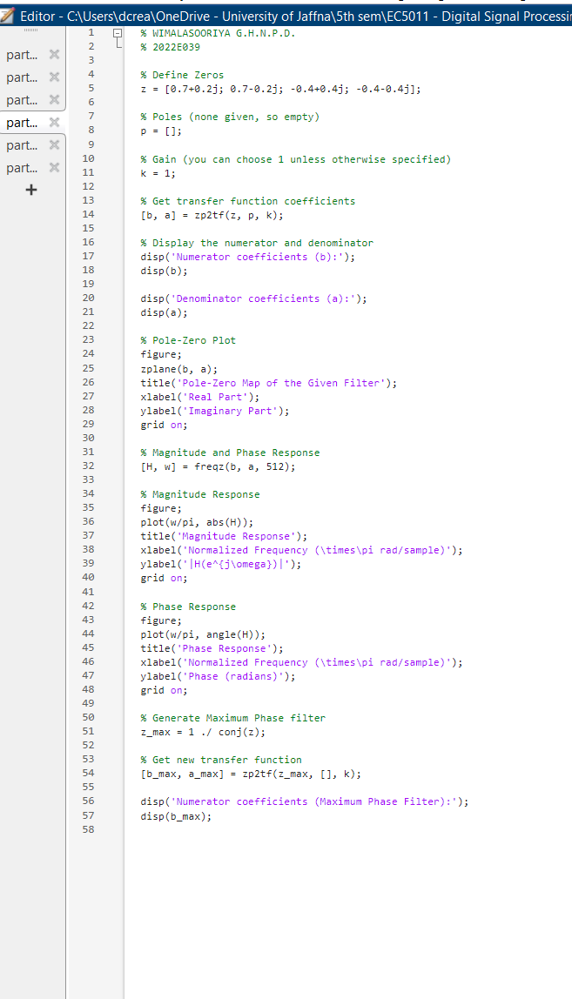 Editor - C:\Users\dcrea\OneDrive - University of Jaffna\5th sem\EC5011 - Digital Signal Processin
part...
part...
part...
part...
part...
part...
1 % WIMALASOORIYA G.H.N.P.D.
2 % 2022E039
3
4 % Define Zeros
5 z = [0.7+0.2j; 0.7-0.2j; -0.4+0.4j; -0.4-0.4j];
6
7 % Poles (none given, so empty)
8 p = [];
9
10 % Gain (you can choose 1 unless otherwise specified)
11 k = 1;
12
13 % Get transfer function coefficients
14 [b, a] = zp2tf(z, p, k);
15
16 % Display the numerator and denominator
17 disp('Numerator coefficients (b):');
18 disp(b);
19
20 disp('Denominator coefficients (a):');
21 disp(a);
22
23 % Pole-Zero Plot
24 figure;
25 zplane(b, a);
26 title('Pole-Zero Map of the Given Filter');
27 xlabel('Real Part');
28 ylabel('Imaginary Part');
29 grid on;
30
31 % Magnitude and Phase Response
32 [H, w] = freqz(b, a, 512);
33
34 % Magnitude Response
35 figure;
36 plot(w/pi, abs(H));
37 title('Magnitude Response');
38 xlabel('Normalized Frequency (\times\pi rad/sample)');
39 ylabel('|H(e^{j\omega})|');
40 grid on;
41
42 % Phase Response
43 figure;
44 plot(w/pi, angle(H));
45 title('Phase Response');
46 xlabel('Normalized Frequency (\times\pi rad/sample)');
47 ylabel('Phase (radians)');
48 grid on;
49
50 % Generate Maximum Phase filter
51 z_max = 1 ./ conj(z);
52
53 % Get new transfer function
54 [b_max, a_max] = zp2tf(z_max, [], k);
55
56 disp('Numerator coefficients (Maximum Phase Filter):');
57 disp(b_max);
58